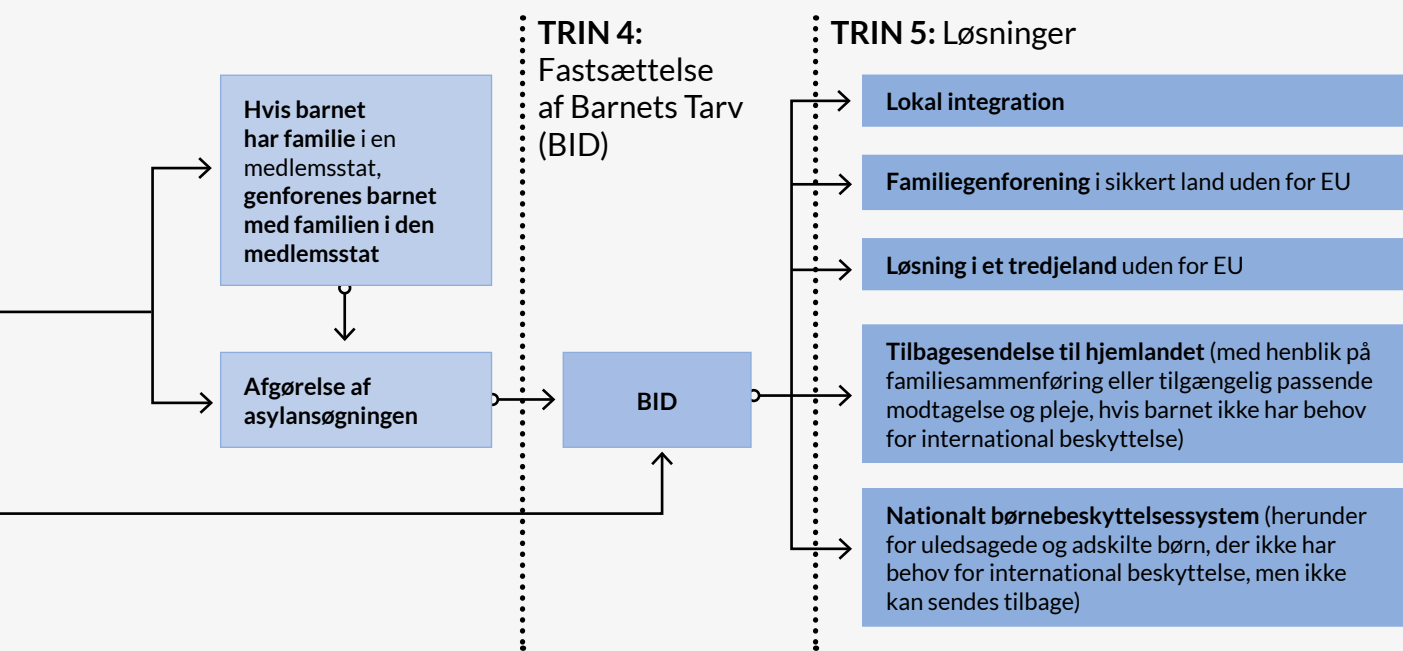 Hvis barnet
har familie i en
medlemsstat,
genforenes barnet
med familien i den
medlemsstat
Afgørelse af
asylansøgningen
TRIN 4:
Fastsættelse
af Barnets Tarv
(BID)
BID
TRIN 5: Løsninger
Lokal integration
Familiegenforening i sikkert land uden for EU
Løsning i et tredjeland uden for EU
Tilbagesendelse til hjemlandet (med henblik på
familiesammenføring eller tilgængelig passende
modtagelse og pleje, hvis barnet ikke har behov
for international beskyttelse)
Nationalt børnebeskyttelsessystem (herunder
for uledsagede og adskilte børn, der ikke har
behov for international beskyttelse, men ikke
kan sendes tilbage)